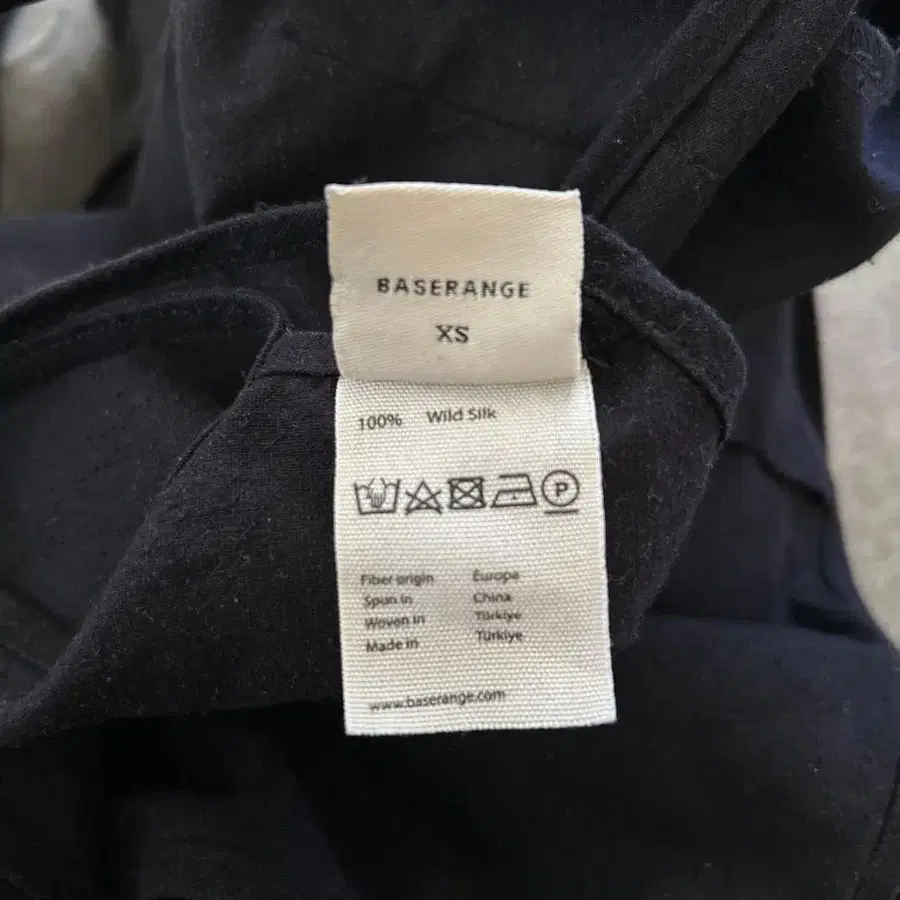 BASERANGE
XS
100% Wild Silk
P
Fiber origin Europe
Spun in China
Woven in Türkiye
Made in Türkiye
www.baserange.com